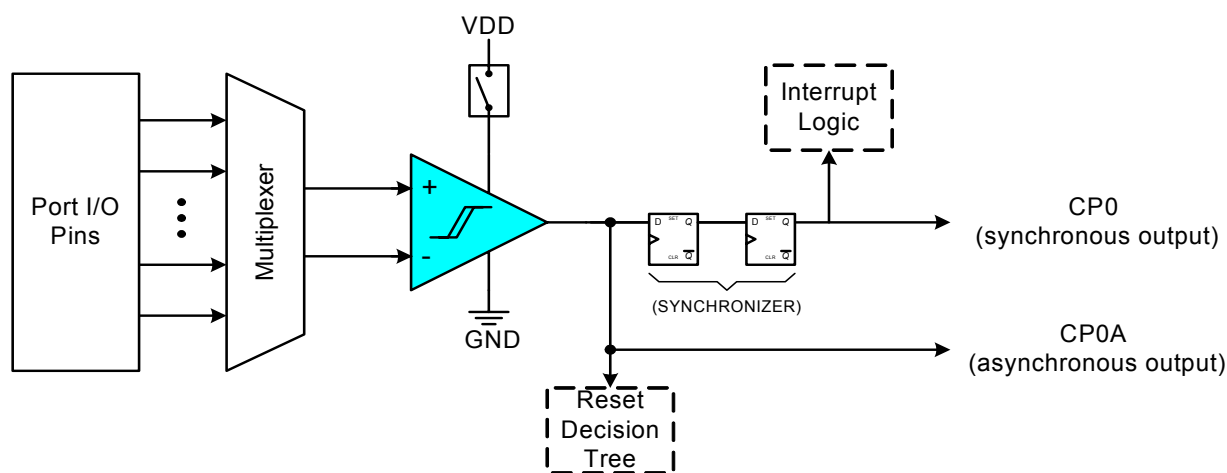 VDD
Port I/O
Pins
Multiplexer
+
-
GND
D SET Q
CLR Q
D SET Q
CLR Q
(SYNCHRONIZER)
Interrupt
Logic
CP0
(synchronous output)
CP0A
(asynchronous output)
Reset
Decision
Tree